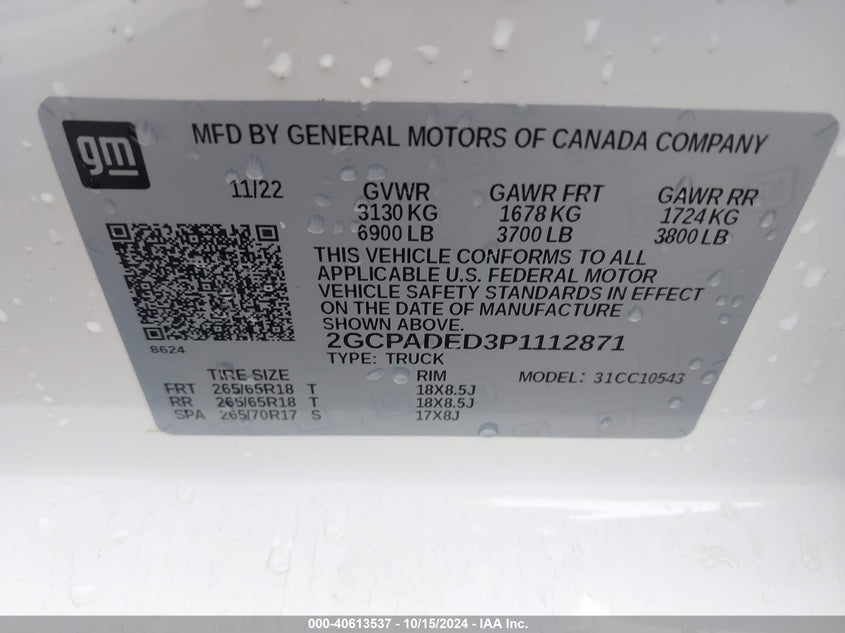 gm
MFD BY GENERAL MOTORS OF CANADA COMPANY
11/22 GVWR GAWR FRT GAWR RR
3130 KG 1678 KG 1724 KG
6900 LB 3700 LB 3800 LB
THIS VEHICLE CONFORMS TO ALL
APPLICABLE U.S. FEDERAL MOTOR
VEHICLE SAFETY STANDARDS IN EFFECT
ON THE DATE OF MANUFACTURE
SHOWN ABOVE.
2GCPADED3P1112871
8624
TYPE: TRUCK
TIRE SIZE RIM MODEL: 31CC10543
FRT 265/65R18 T 18X8.5J
RR 265/65R18 T 18X8.5J
SPA 265/70R17 S 17X8J
000-40613537 - 10/15/2024 - IAA Inc.